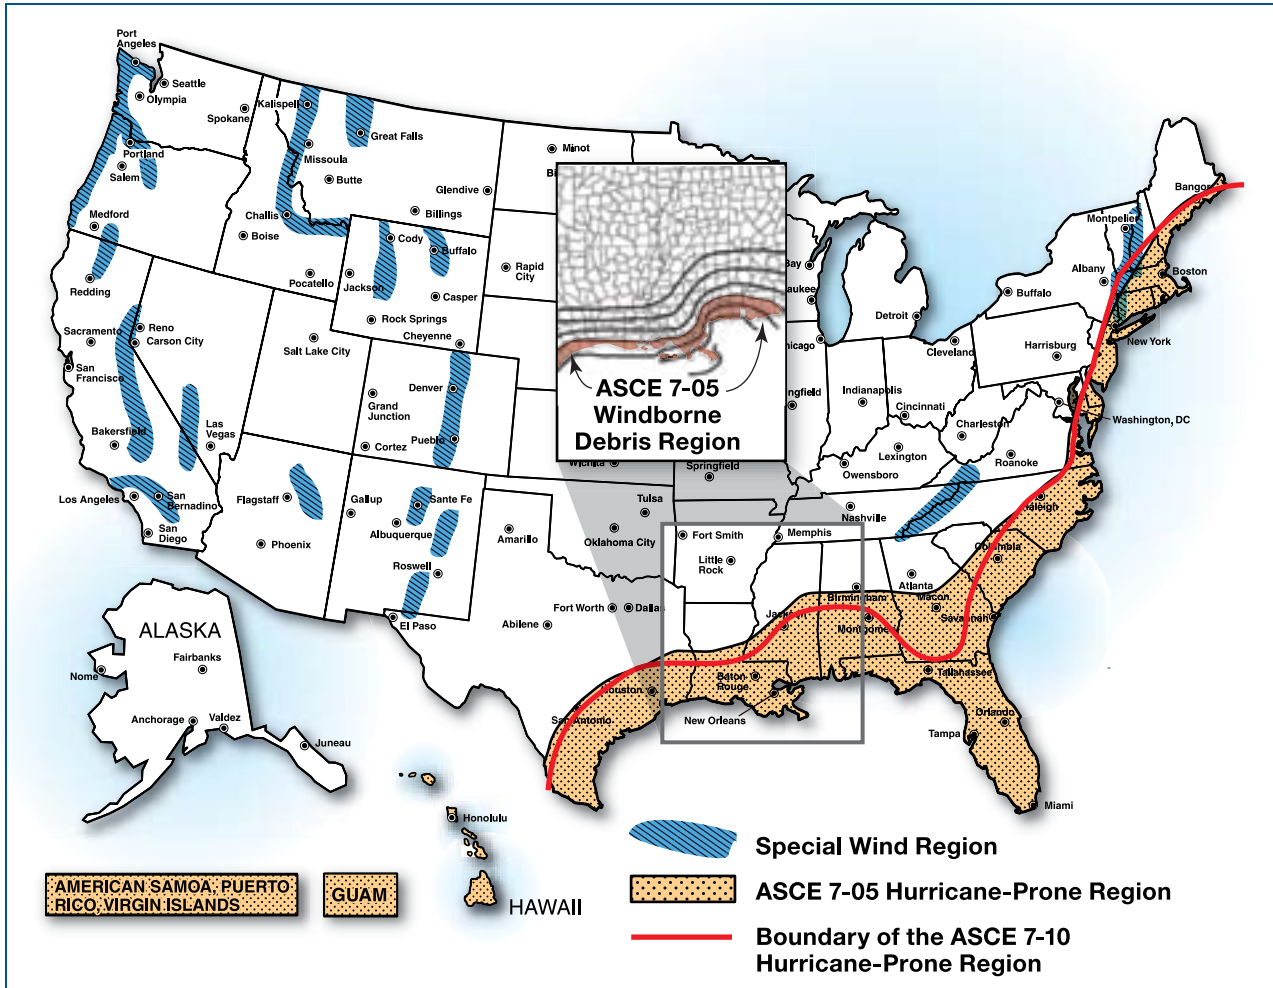 Port
Angeles
Seattle
Olympia
Spokane
Kalispell
Great Falls
Minot
Portland
Salem
Missoula
Butte
Glendive
Billings
Medford
Challis
Boise
Cody
Buffalo
Rapid
City
Redding
Pocatello
Jackson
Casper
Rock Springs
Cheyenne
Sacramento
Reno
Carson City
Salt Lake City
San
Francisco
Denver
Grand
Junction
Bakersfield
Las
Vegas
Cortez
Pueblo
Los Angeles
San
Bernadino
Flagstaff
Gallup
Sante Fe
San
Diego
Phoenix
Albuquerque
Roswell
Amarillo
El Paso
ASCE 7-05
Windborne
Debris Region
Bay
Detroit
Cleveland
Buffalo
Albany
Montpelier
Bangor
Boston
New York
Harrisburg
Washington, DC
Indianapolis
Cincinnati
Charleston
Lexington
Owensboro
Roanoke
Wichita
Springfield
Tulsa
Oklahoma City
Fort Smith
Little
Rock
Memphis
Nashville
Raleigh
Columbia
Atlanta
Birmingham
Macon
Savannah
Fort Worth
Dallas
Abilene
Jackson
Tallanassee
Houston
Baton
Rouge
San Antonio
New Orleans
Orlando
Tampa
Miami
ALASKA
Fairbanks
Nome
Anchorage
Valdez
Juneau
Honolulu
HAWAII
AMERICAN SAMOA, PUERTO
RICO, VIRGIN ISLANDS
GUAM
Special Wind Region
ASCE 7-05 Hurricane-Prone Region
Boundary of the ASCE 7-10
Hurricane-Prone Region